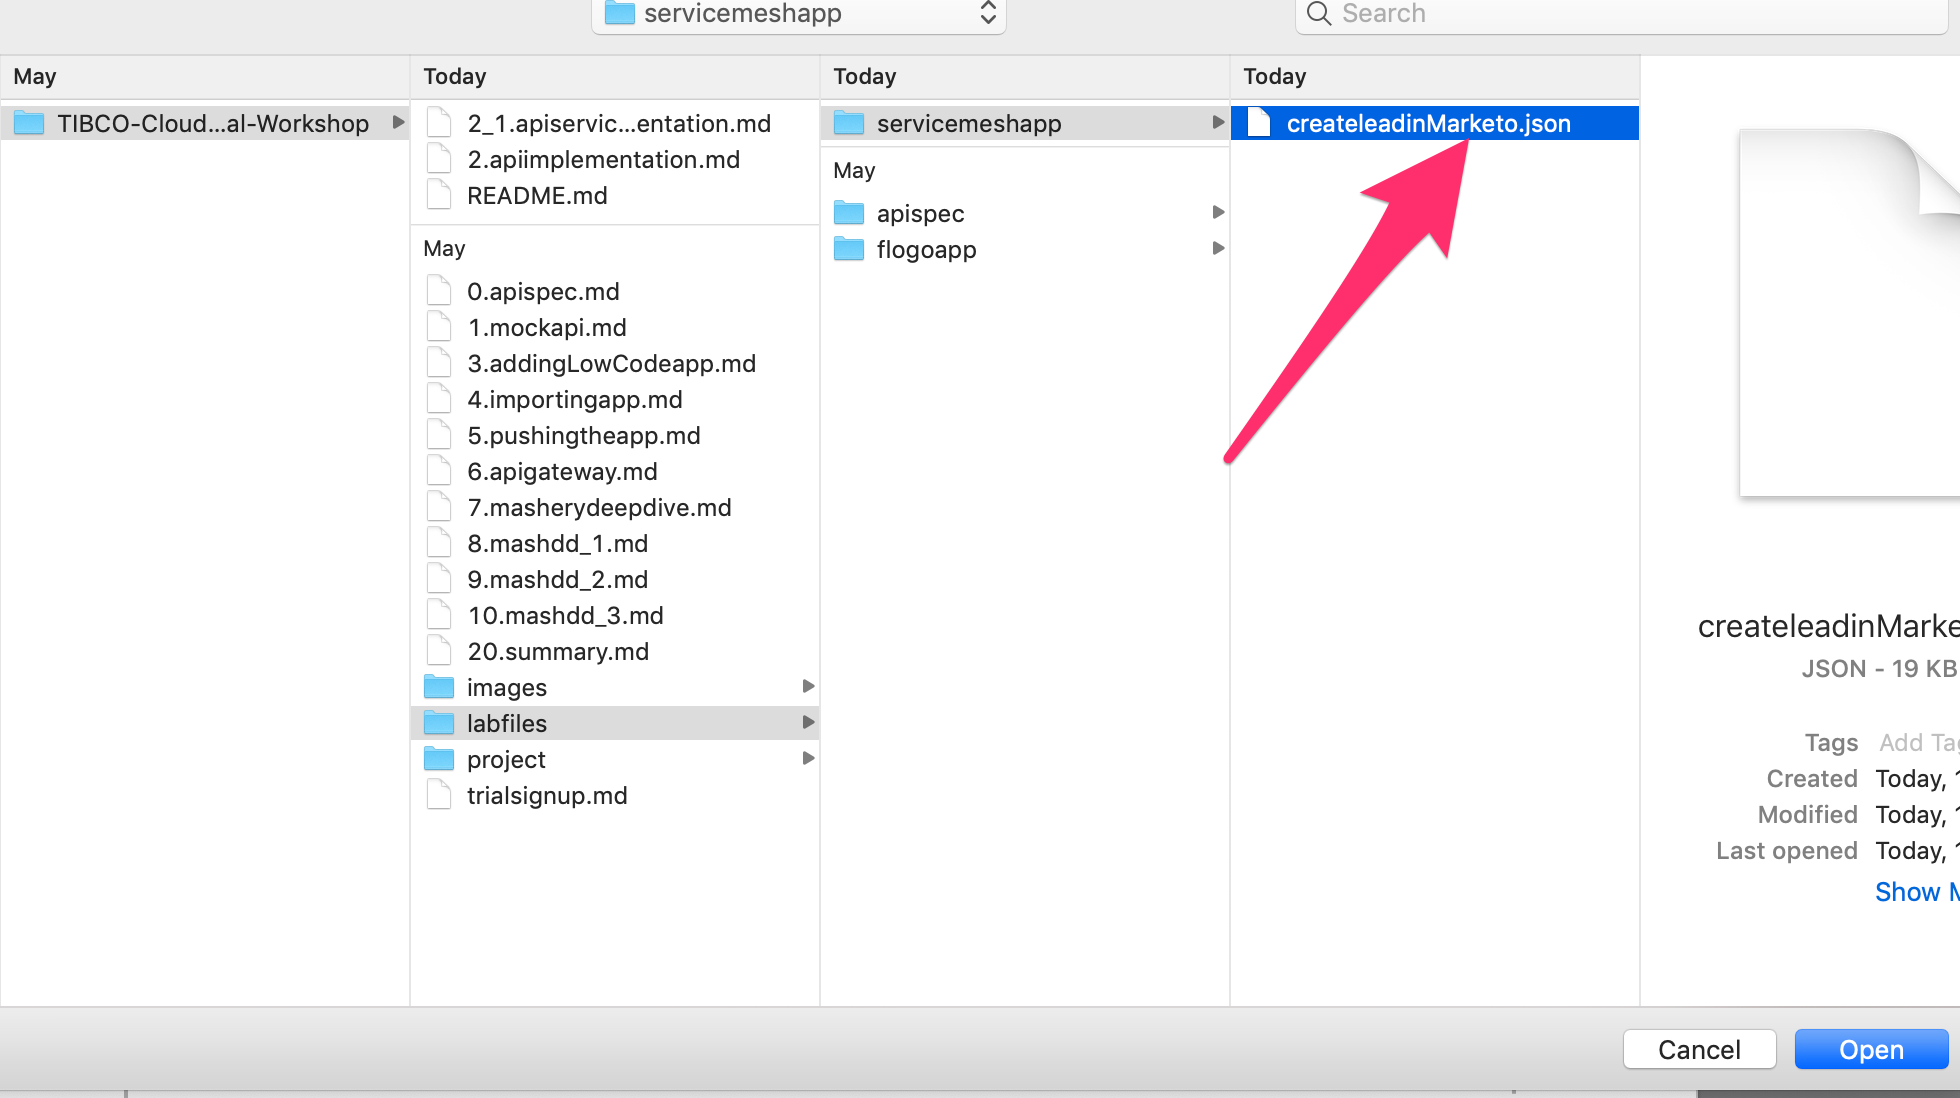 servicemeshapp
Search
May
TIBCO-Cloud...al-Workshop
Today
2_1.apiservic...entation.md
2.apiimplementation.md
README.md
May
0.apispec.md
1.mockapi.md
3.addingLowCodeapp.md
4.importingapp.md
5.pushingtheapp.md
6.apigateway.md
7.masherydeepdive.md
8.mashdd_1.md
9.mashdd_2.md
10.mashdd_3.md
20.summary.md
images
labfiles
project
trialsignup.md
Today
servicemeshapp
May
apispec
flogoapp
Today
createleadinMarketo.json
createleadinMarke
JSON - 19 KB
Tags Add Tag
Created Today, 1
Modified Today, 1
Last opened Today, 1
Show M
Cancel
Open